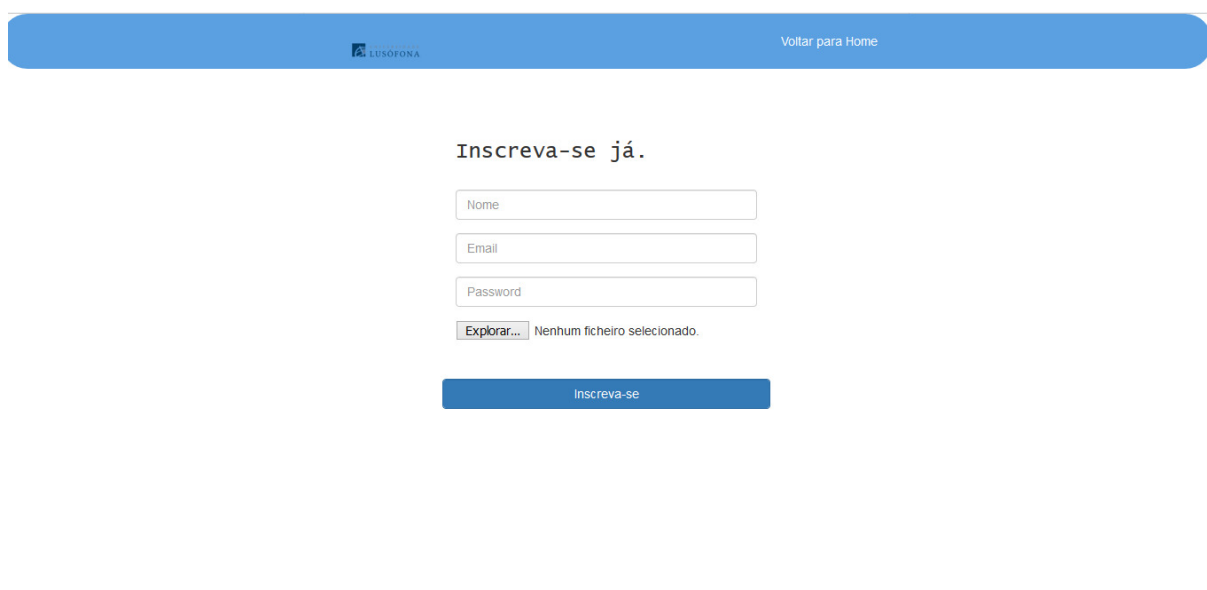 LUSÓFONA
Voltar para Home
Inscreva-se já.
Nome
Email
Password
Explorar... Nenhum ficheiro selecionado.
Inscreva-se